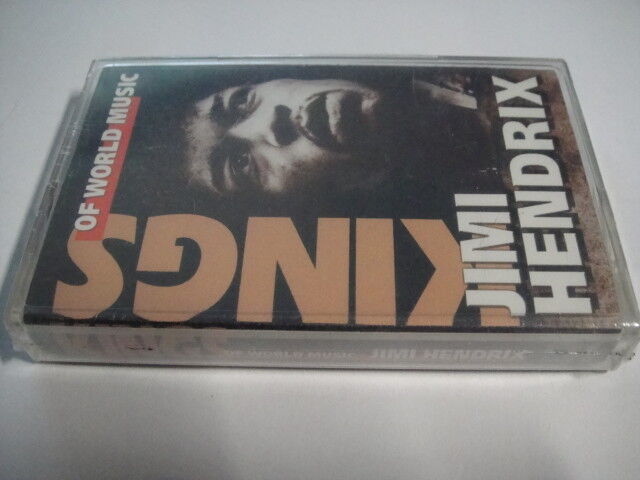 KINGS
OF WORLD MUSIC
JIMI
HENDRIX
OF WORLD MUSIC JIMI HENDRIX